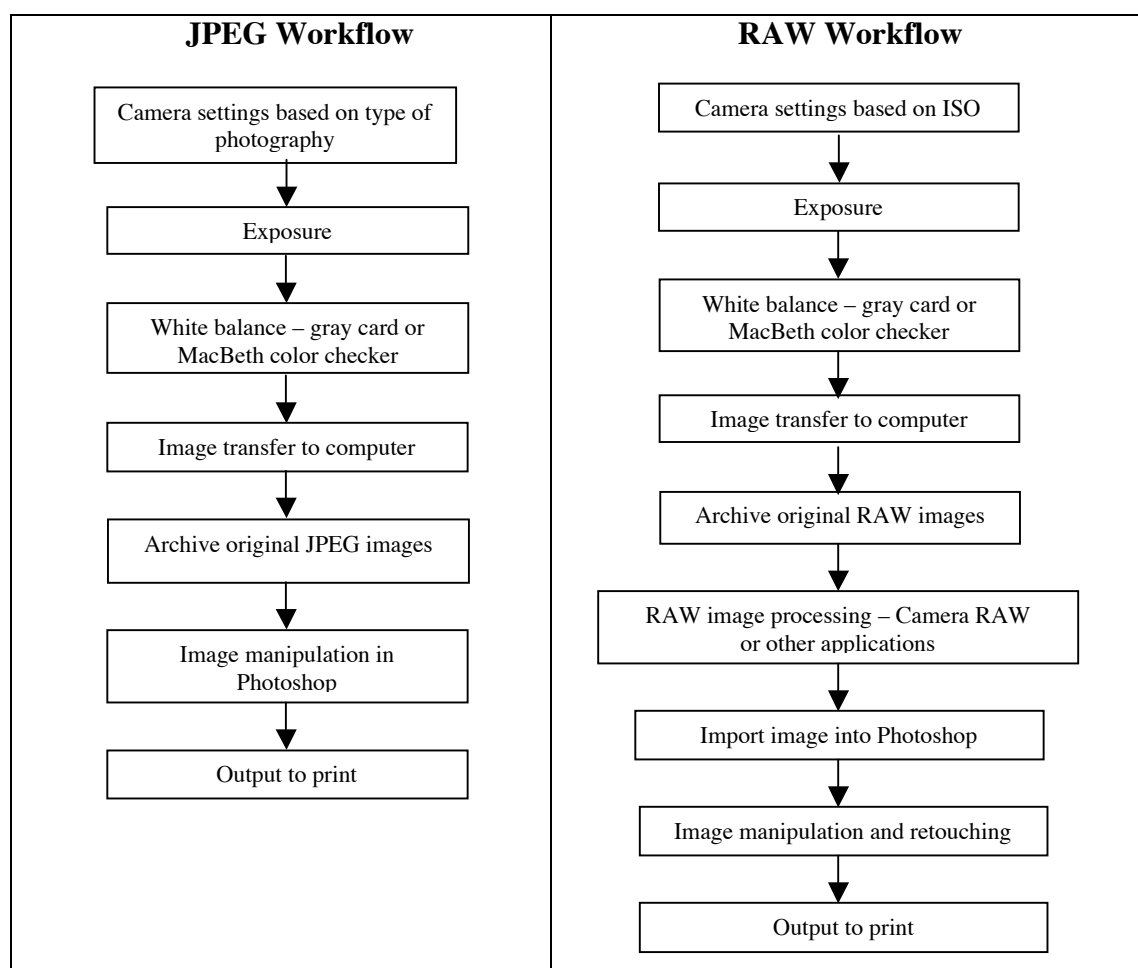 JPEG Workflow
Camera settings based on type of
photography
Exposure
White balance – gray card or
MacBeth color checker
Image transfer to computer
Archive original JPEG images
Image manipulation in
Photoshop
Output to print
RAW Workflow
Camera settings based on ISO
Exposure
White balance – gray card or
MacBeth color checker
Image transfer to computer
Archive original RAW images
RAW image processing – Camera RAW
or other applications
Import image into Photoshop
Image manipulation and retouching
Output to print